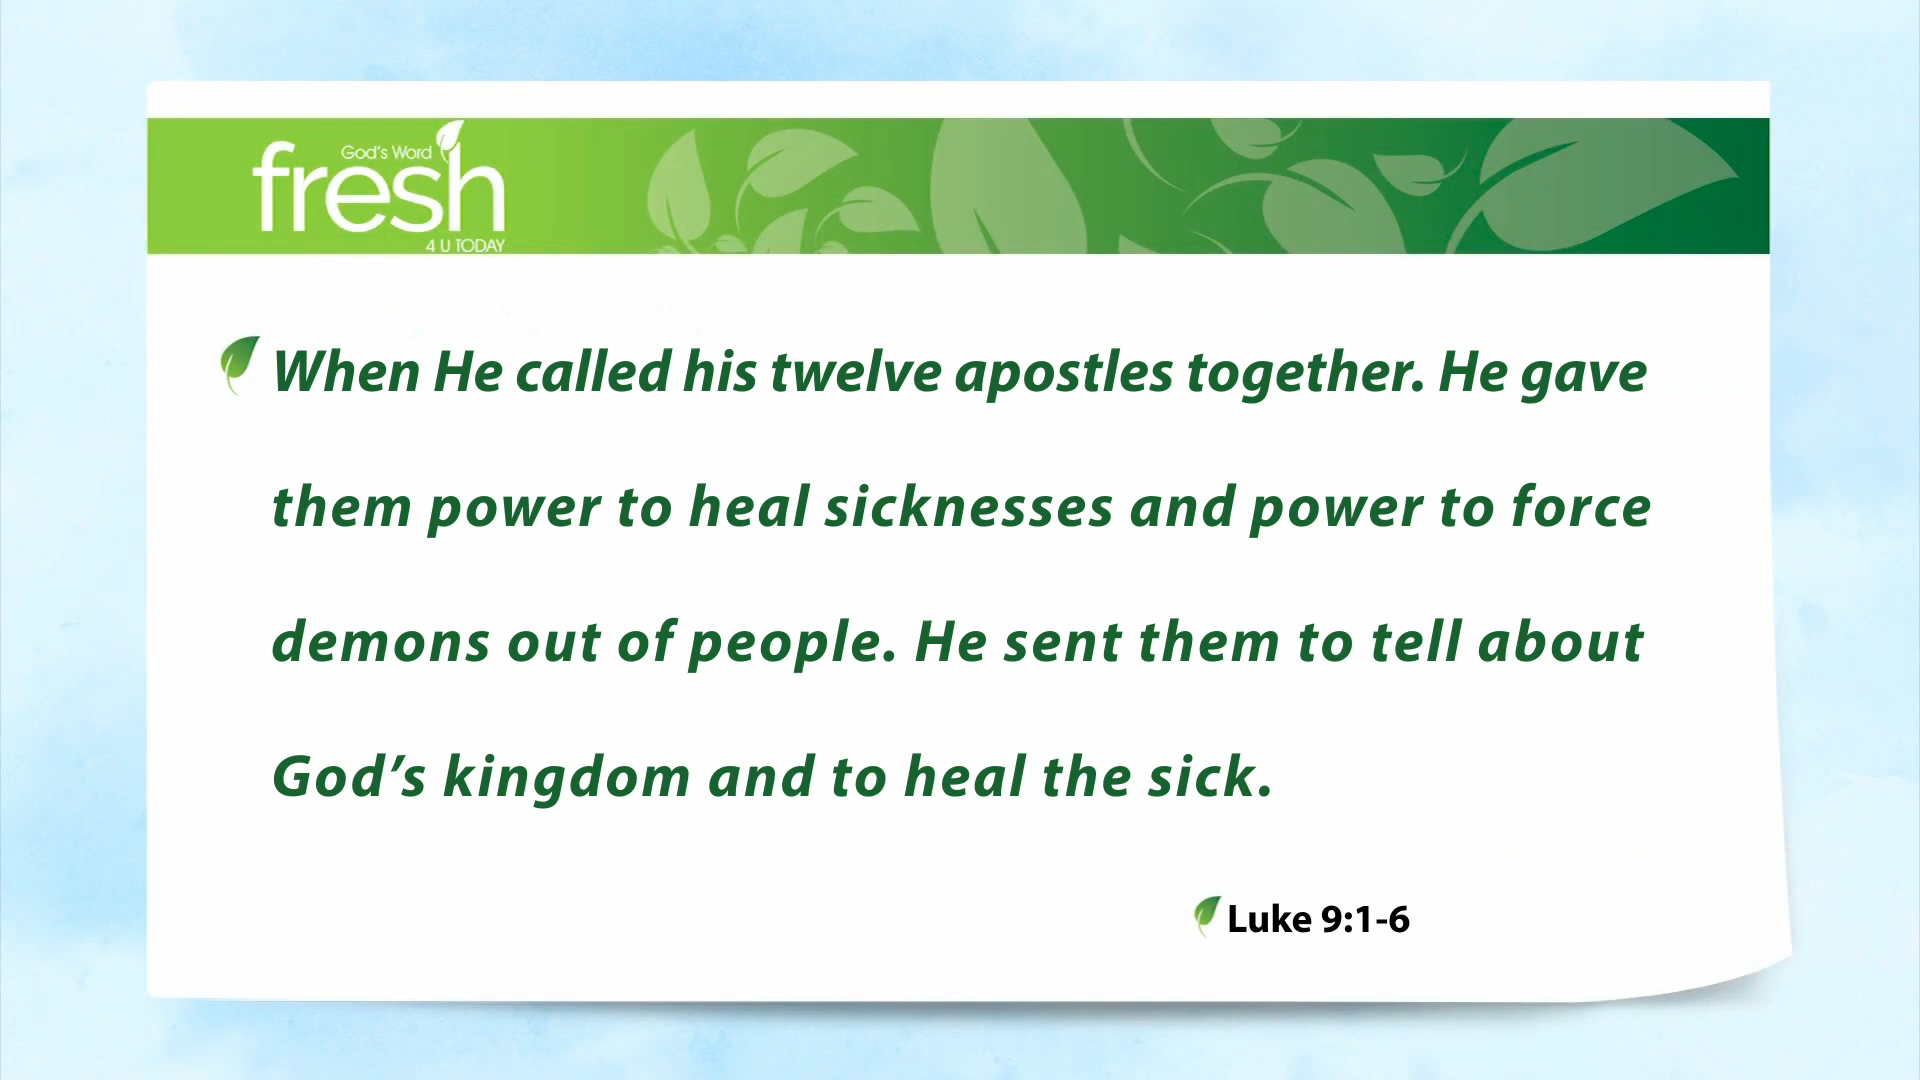 God's Word
fresh
4 U TODAY
When He called his twelve apostles together. He gave
them power to heal sicknesses and power to force
demons out of people. He sent them to tell about
God’s kingdom and to heal the sick.
Luke 9:1-6